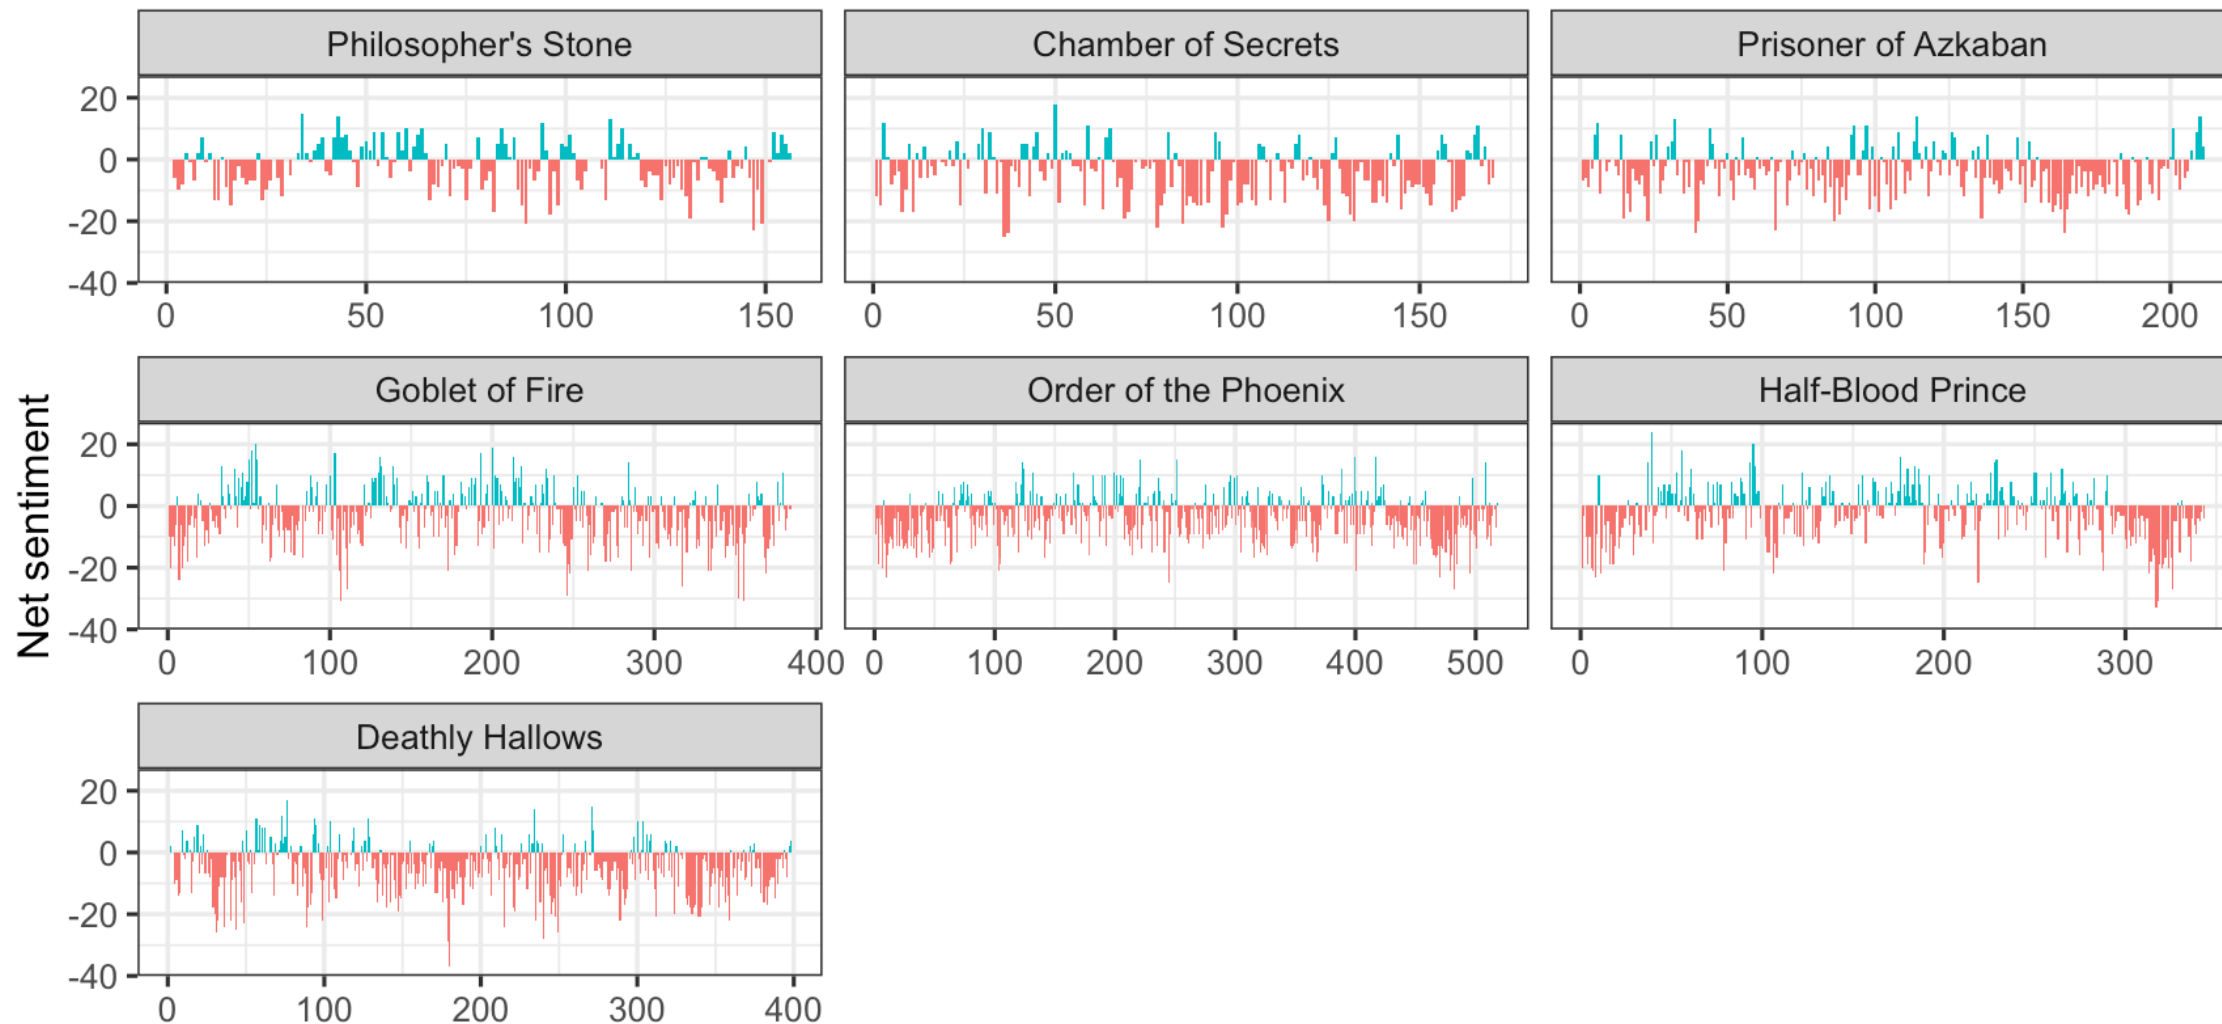 Philosopher's Stone
Chamber of Secrets
Prisoner of Azkaban
20
0
-20
-40
0 50 100 150
0 50 100 150
0 50 100 150 200
Net sentiment
Goblet of Fire
Order of the Phoenix
Half-Blood Prince
20
0
-20
-40
0 100 200 300 400
0 100 200 300 400 500
0 100 200 300
Deathly Hallows
20
0
-20
-40
0 100 200 300 400